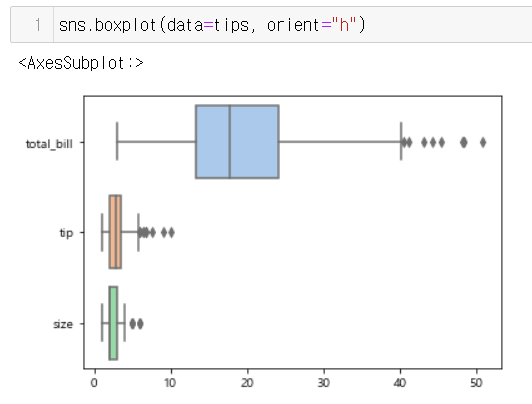 1 sns.boxplot(data=tips, orient="h")
<AxesSubplot:>
total_bill
tip
size
0 10 20 30 40 50